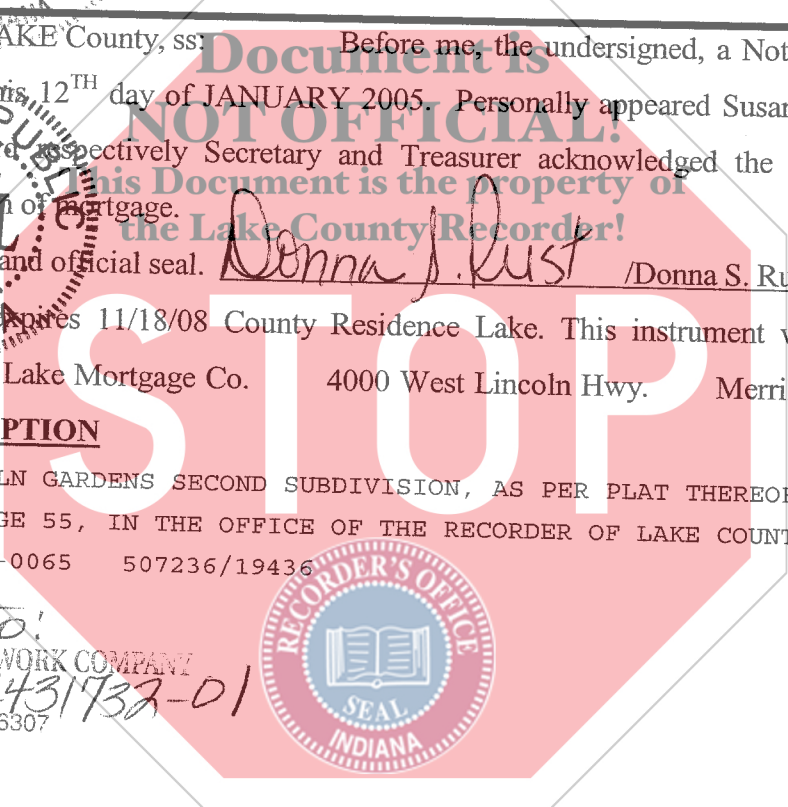 AKE County, ss: Before me, the undersigned, a Not
is 12TH day of JANUARY 2005. Personally appeared Susan
respectively Secretary and Treasurer acknowledged the
n of mortgage.
and official seal. Donna S. Rust /Donna S. Ru
xpires 11/18/08 County Residence Lake. This instrument w
Lake Mortgage Co. 4000 West Lincoln Hwy. Merri
PTION
LN GARDENS SECOND SUBDIVISION, AS PER PLAT THEREOF
GE 55, IN THE OFFICE OF THE RECORDER OF LAKE COUNT
-0065 507236/19436
o!
WORK COMPANY
431732-01
6307
Document is
NOT OFFICIAL!
This Document is the property of
the Lake County Recorder!
STOP
RECORDER'S OFFICE
SEAL
INDIANA
PUBLIC